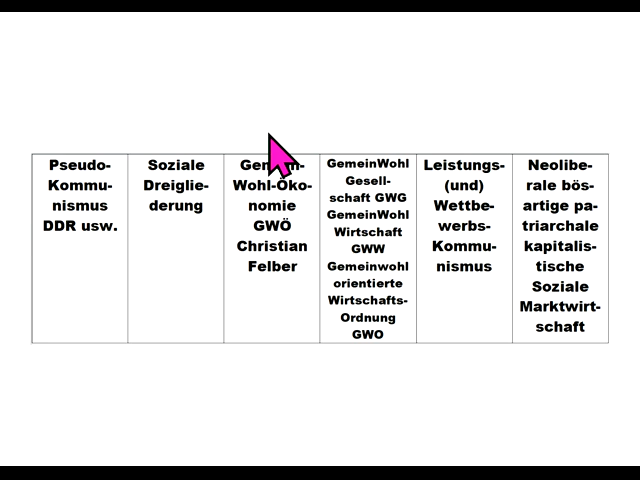 Pseudo-
Kommu-
nismus
DDR usw.
Soziale
Dreiglie-
derung
Wohl-Öko-
nomie
GWÖ
Christian
Felber
GemeinWohl
Gesell-
schaft GWG
GemeinWohl
Wirtschaft
GWW
Gemeinwohl
orientierte
Wirtschafts-
Ordnung
GWO
Leistungs-
(und)
Wettbe-
werbs-
Kommu-
nismus
Neolibe-
rale bös-
artige pa-
triarchale
kapitalis-
tische
Soziale
Marktwirt-
schaft